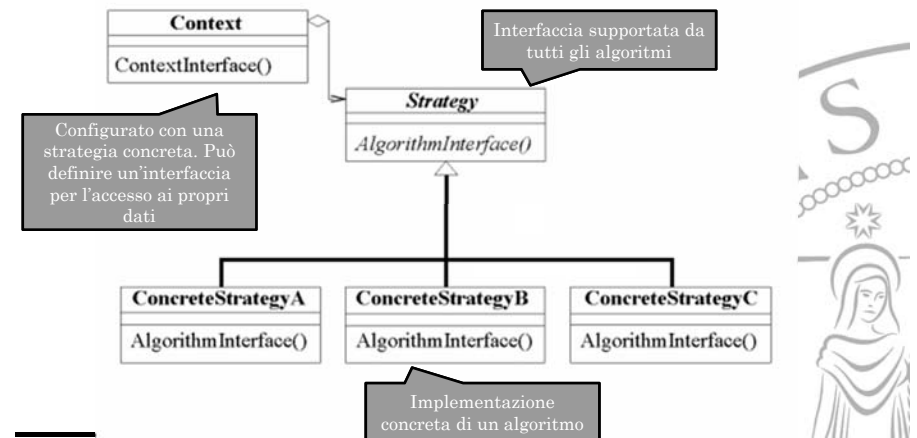 Context
ContextInterface()
Interfaccia supportata da
tutti gli algoritmi
Strategy
AlgorithmInterface()
Configurato con una
strategia concreta. Può
definire un'interfaccia
per l'accesso ai propri
dati
ConcreteStrategyA
AlgorithmInterface()
ConcreteStrategyB
AlgorithmInterface()
ConcreteStrategyC
AlgorithmInterface()
Implementazione
concreta di un algoritmo
AS